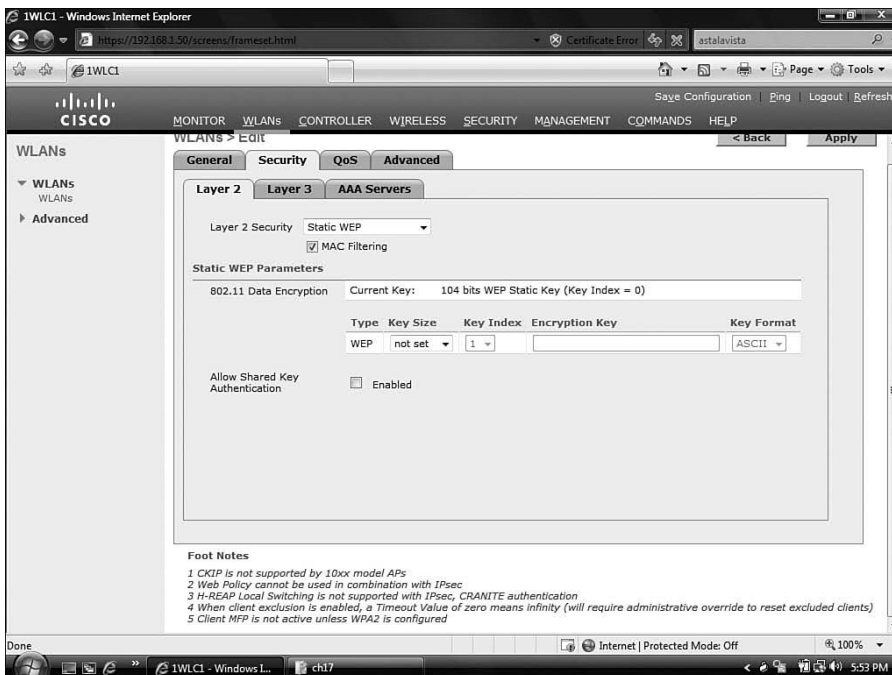 1WLC1 - Windows Internet Explorer
https://192.168.1.50/screens/frameset.html
Certificate Error
astalavista
1WLC1
Page
Tools
Save Configuration | Ping | Logout | Refresh
CISCO
MONITOR WLANs CONTROLLER WIRELESS SECURITY MANAGEMENT COMMANDS HELP
WLANs
WLANs > Edit
< Back
Apply
WLANs
WLANs
Advanced
General Security QoS Advanced
Layer 2 Layer 3 AAA Servers
Layer 2 Security Static WEP
MAC Filtering
Static WEP Parameters
802.11 Data Encryption Current Key: 104 bits WEP Static Key (Key Index = 0)
Type Key Size Key Index Encryption Key Key Format
WEP not set 1 ASCII
Allow Shared Key
Authentication
Enabled
Foot Notes
1 CKIP is not supported by 10xx model APs
2 Web Policy cannot be used in combination with IPsec
3 H-REAP Local Switching is not supported with IPsec, CRANITE authentication
4 When client exclusion is enabled, a Timeout Value of zero means infinity (will require administrative override to reset excluded clients)
5 Client MFP is not active unless WPA2 is configured
Done
Internet | Protected Mode: Off
100%
1WLC1 - Windows I...
ch17
5:53 PM